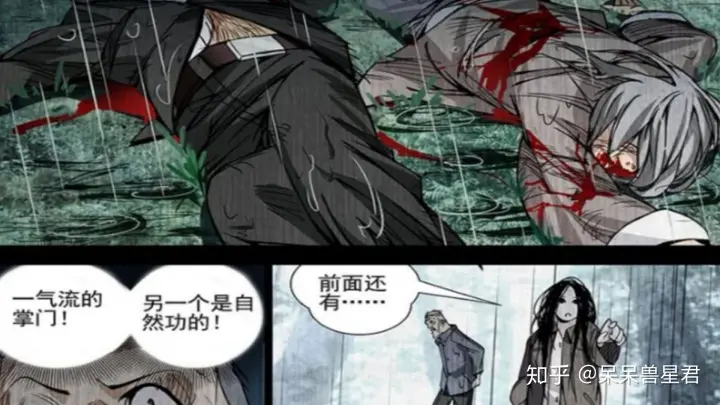 一气流的
掌门！
另一个是自
然功的！
前面还
有……
知乎 @呆呆兽星君